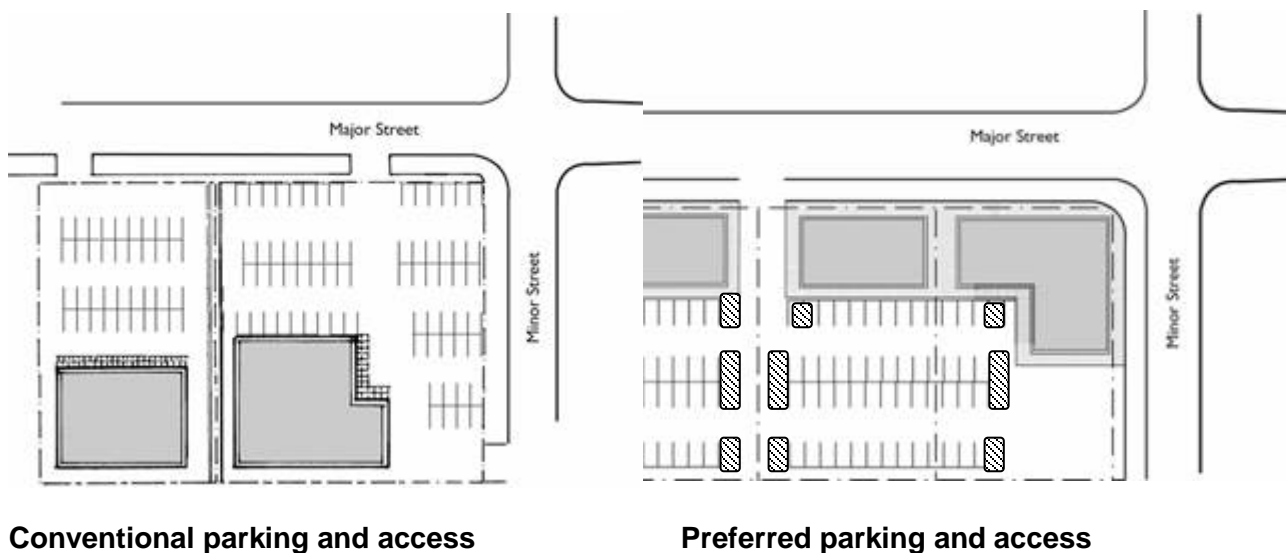 Major Street
Minor Street
Major Street
Minor Street
Conventional parking and access
Preferred parking and access